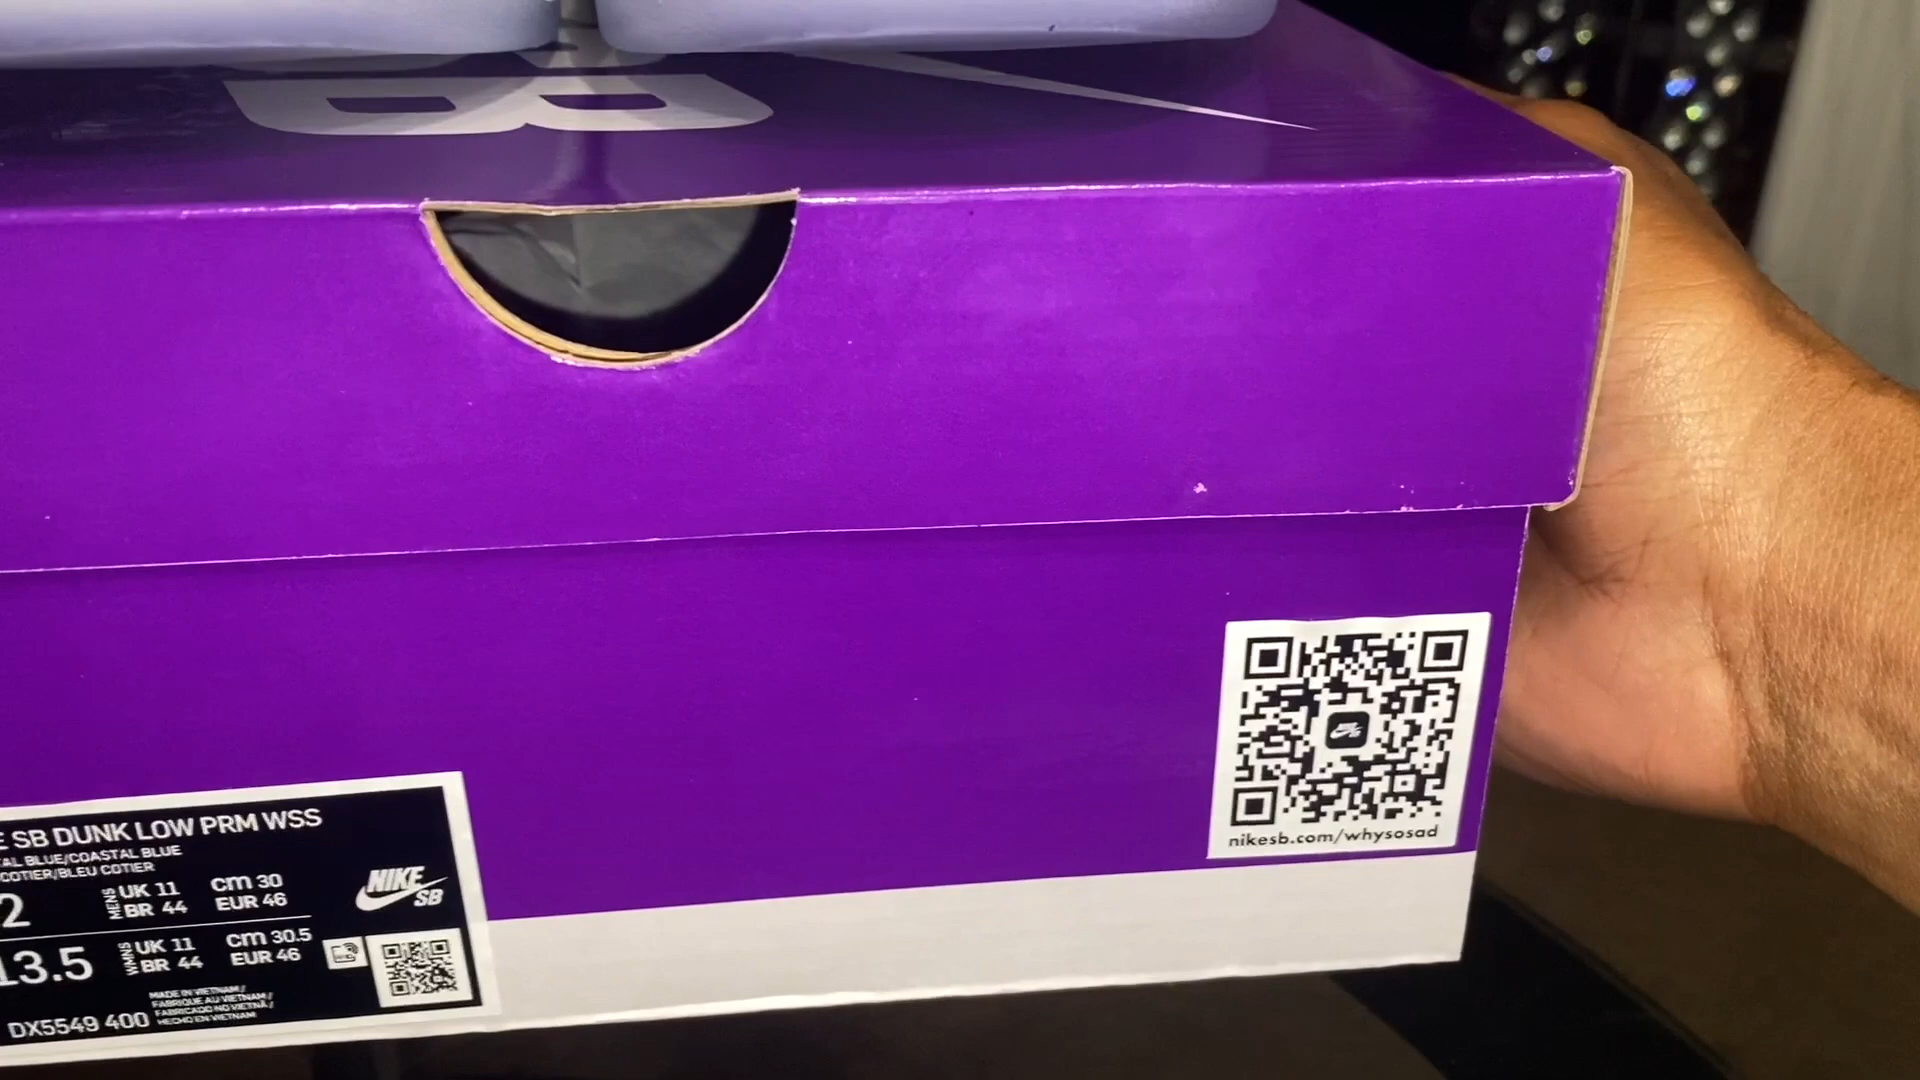 SB
SB DUNK LOW PRM WSS
BLUE/COASTAL BLUE
COTIER/BLEU COTIER
MENS UK 11 cm 30
BR 44 EUR 46
NIKE SB
WMNS UK 11 cm 30.5
13.5 BR 44 EUR 46
MADE IN VIETNAM /
FABRIQUE AU VIETNAM /
FABRICADO NO VIETNÃ /
HECHO EN VIETNAM
DX5549 400
nikesb.com/whysosad